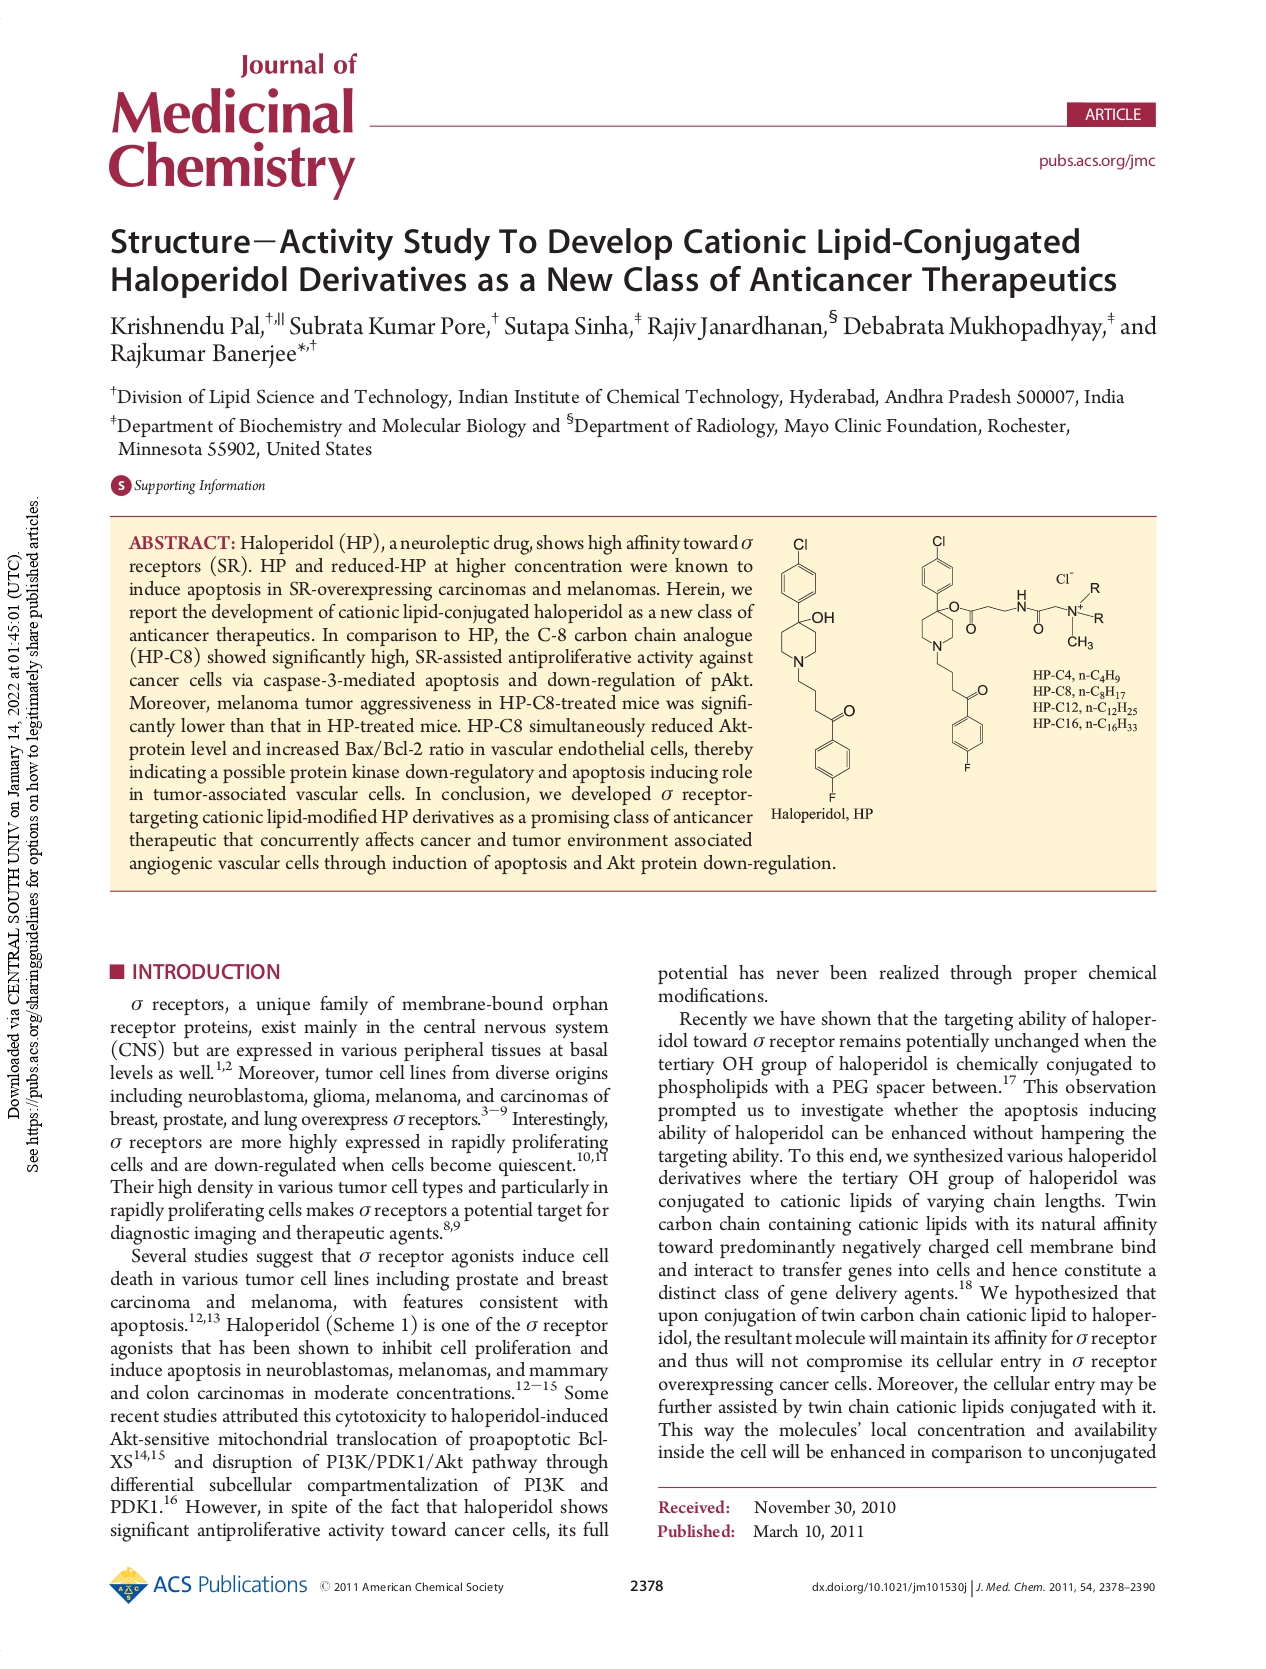 Journal of
Medicinal
Chemistry
ARTICLE
pubs.acs.org/jmc
Structure—Activity Study To Develop Cationic Lipid-Conjugated
Haloperidol Derivatives as a New Class of Anticancer Therapeutics
Krishnendu Pal,†,|| Subrata Kumar Pore,† Sutapa Sinha,‡ Rajiv Janardhanan,§ Debabrata Mukhopadhyay,‡ and
Rajkumar Banerjee*,†
†Division of Lipid Science and Technology, Indian Institute of Chemical Technology, Hyderabad, Andhra Pradesh 500007, India
‡Department of Biochemistry and Molecular Biology and §Department of Radiology, Mayo Clinic Foundation, Rochester,
Minnesota 55902, United States
S Supporting Information
ABSTRACT: Haloperidol (HP), a neuroleptic drug, shows high affinity toward σ
receptors (SR). HP and reduced-HP at higher concentration were known to
induce apoptosis in SR-overexpressing carcinomas and melanomas. Herein, we
report the development of cationic lipid-conjugated haloperidol as a new class of
anticancer therapeutics. In comparison to HP, the C-8 carbon chain analogue
(HP-C8) showed significantly high, SR-assisted antiproliferative activity against
cancer cells via caspase-3-mediated apoptosis and down-regulation of pAkt.
Moreover, melanoma tumor aggressiveness in HP-C8-treated mice was signifi-
cantly lower than that in HP-treated mice. HP-C8 simultaneously reduced Akt-
protein level and increased Bax/Bcl-2 ratio in vascular endothelial cells, thereby
indicating a possible protein kinase down-regulatory and apoptosis inducing role
in tumor-associated vascular cells. In conclusion, we developed σ receptor-
targeting cationic lipid-modified HP derivatives as a promising class of anticancer
therapeutic that concurrently affects cancer and tumor environment associated
angiogenic vascular cells through induction of apoptosis and Akt protein down-regulation.
Cl
OH
N
O
F
Haloperidol, HP
Cl
O
O
H
N
O
Cl⁻
N⁺
R
R
CH₃
N
O
F
HP-C4, n-C₄H₉
HP-C8, n-C₈H₁₇
HP-C12, n-C₁₂H₂₅
HP-C16, n-C₁₆H₃₃
■ INTRODUCTION
σ receptors, a unique family of membrane-bound orphan
receptor proteins, exist mainly in the central nervous system
(CNS) but are expressed in various peripheral tissues at basal
levels as well.1,2 Moreover, tumor cell lines from diverse origins
including neuroblastoma, glioma, melanoma, and carcinomas of
breast, prostate, and lung overexpress σ receptors.3−9 Interestingly,
σ receptors are more highly expressed in rapidly proliferating
cells and are down-regulated when cells become quiescent.10,11
Their high density in various tumor cell types and particularly in
rapidly proliferating cells makes σ receptors a potential target for
diagnostic imaging and therapeutic agents.8,9
Several studies suggest that σ receptor agonists induce cell
death in various tumor cell lines including prostate and breast
carcinoma and melanoma, with features consistent with
apoptosis.12,13 Haloperidol (Scheme 1) is one of the σ receptor
agonists that has been shown to inhibit cell proliferation and
induce apoptosis in neuroblastomas, melanomas, and mammary
and colon carcinomas in moderate concentrations.12−15 Some
recent studies attributed this cytotoxicity to haloperidol-induced
Akt-sensitive mitochondrial translocation of proapoptotic Bcl-
XS14,15 and disruption of PI3K/PDK1/Akt pathway through
differential subcellular compartmentalization of PI3K and
PDK1.16 However, in spite of the fact that haloperidol shows
significant antiproliferative activity toward cancer cells, its full
potential has never been realized through proper chemical
modifications.
Recently we have shown that the targeting ability of haloper-
idol toward σ receptor remains potentially unchanged when the
tertiary OH group of haloperidol is chemically conjugated to
phospholipids with a PEG spacer between.17 This observation
prompted us to investigate whether the apoptosis inducing
ability of haloperidol can be enhanced without hampering the
targeting ability. To this end, we synthesized various haloperidol
derivatives where the tertiary OH group of haloperidol was
conjugated to cationic lipids of varying chain lengths. Twin
carbon chain containing cationic lipids with its natural affinity
toward predominantly negatively charged cell membrane bind
and interact to transfer genes into cells and hence constitute a
distinct class of gene delivery agents.18 We hypothesized that
upon conjugation of twin carbon chain cationic lipid to haloper-
idol, the resultant molecule will maintain its affinity for σ receptor
and thus will not compromise its cellular entry in σ receptor
overexpressing cancer cells. Moreover, the cellular entry may be
further assisted by twin chain cationic lipids conjugated with it.
This way the molecules' local concentration and availability
inside the cell will be enhanced in comparison to unconjugated
Received: November 30, 2010
Published: March 10, 2011
ACS Publications © 2011 American Chemical Society
2378
dx.doi.org/10.1021/jm101530j | J. Med. Chem. 2011, 54, 2378–2390
Downloaded via CENTRAL SOUTH UNIV on January 14, 2022 at 01:45:01 (UTC).
See https://pubs.acs.org/sharingguidelines for options on how to legitimately share published articles.